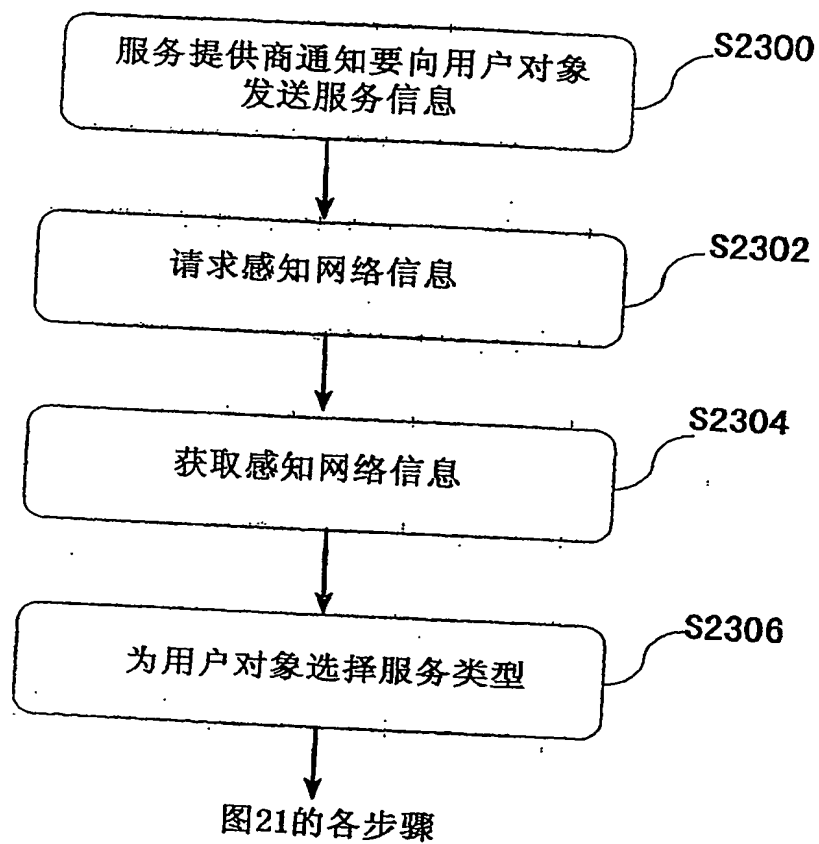 服务提供商通知要向用户对象
发送服务信息
S2300
请求感知网络信息
S2302
获取感知网络信息
S2304
为用户对象选择服务类型
S2306
图21的各步骤